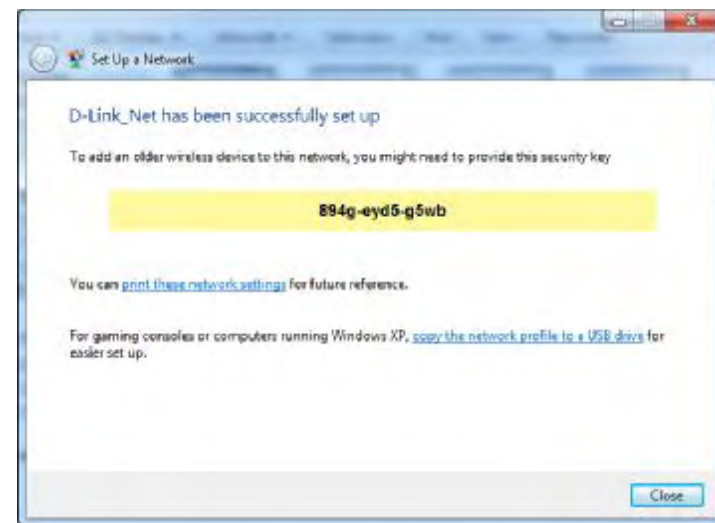 Set Up a Network
D-Link_Net has been successfully set up
To add an older wireless device to this network, you might need to provide this security key
894g-eyd5-g5wb
You can print these network settings for future reference.
For gaming consoles or computers running Windows XP, copy the network profile to a USB drive for
easier set up.
Close